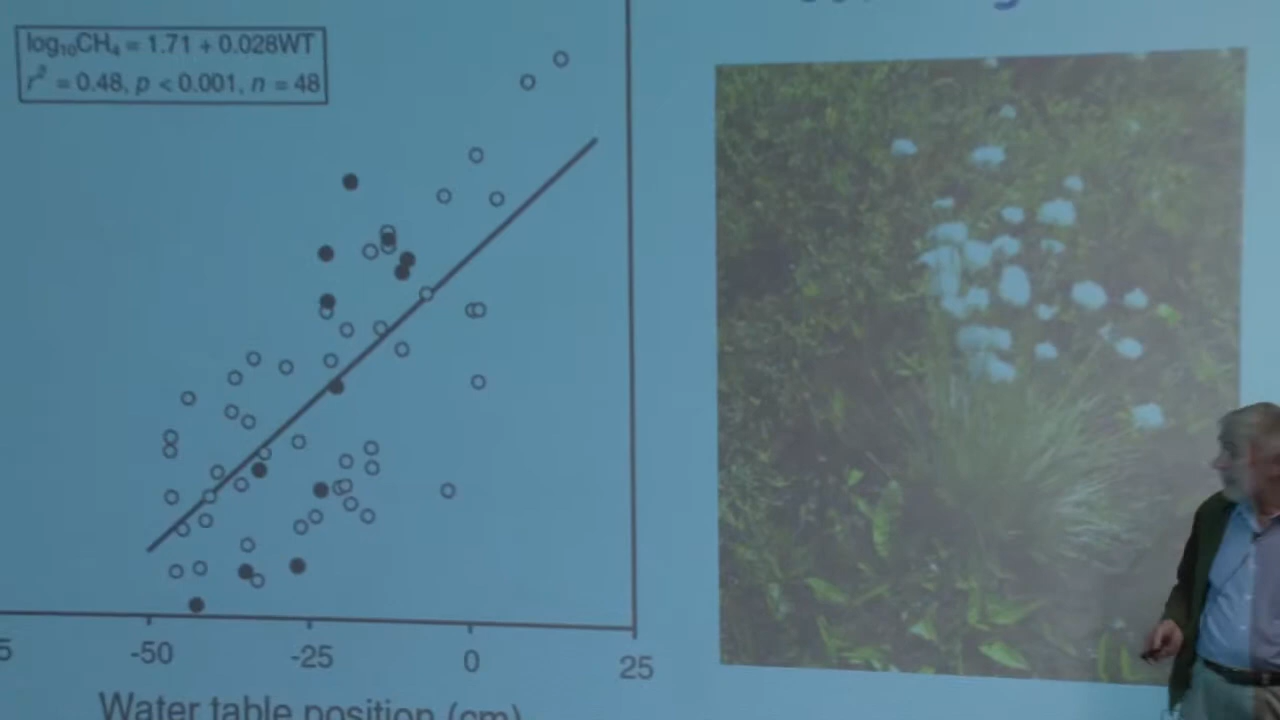 log₁₀CH₄ = 1.71 + 0.028WT
r² = 0.48, p < 0.001, n = 48
-50 -25 0 25
Water table position (cm)